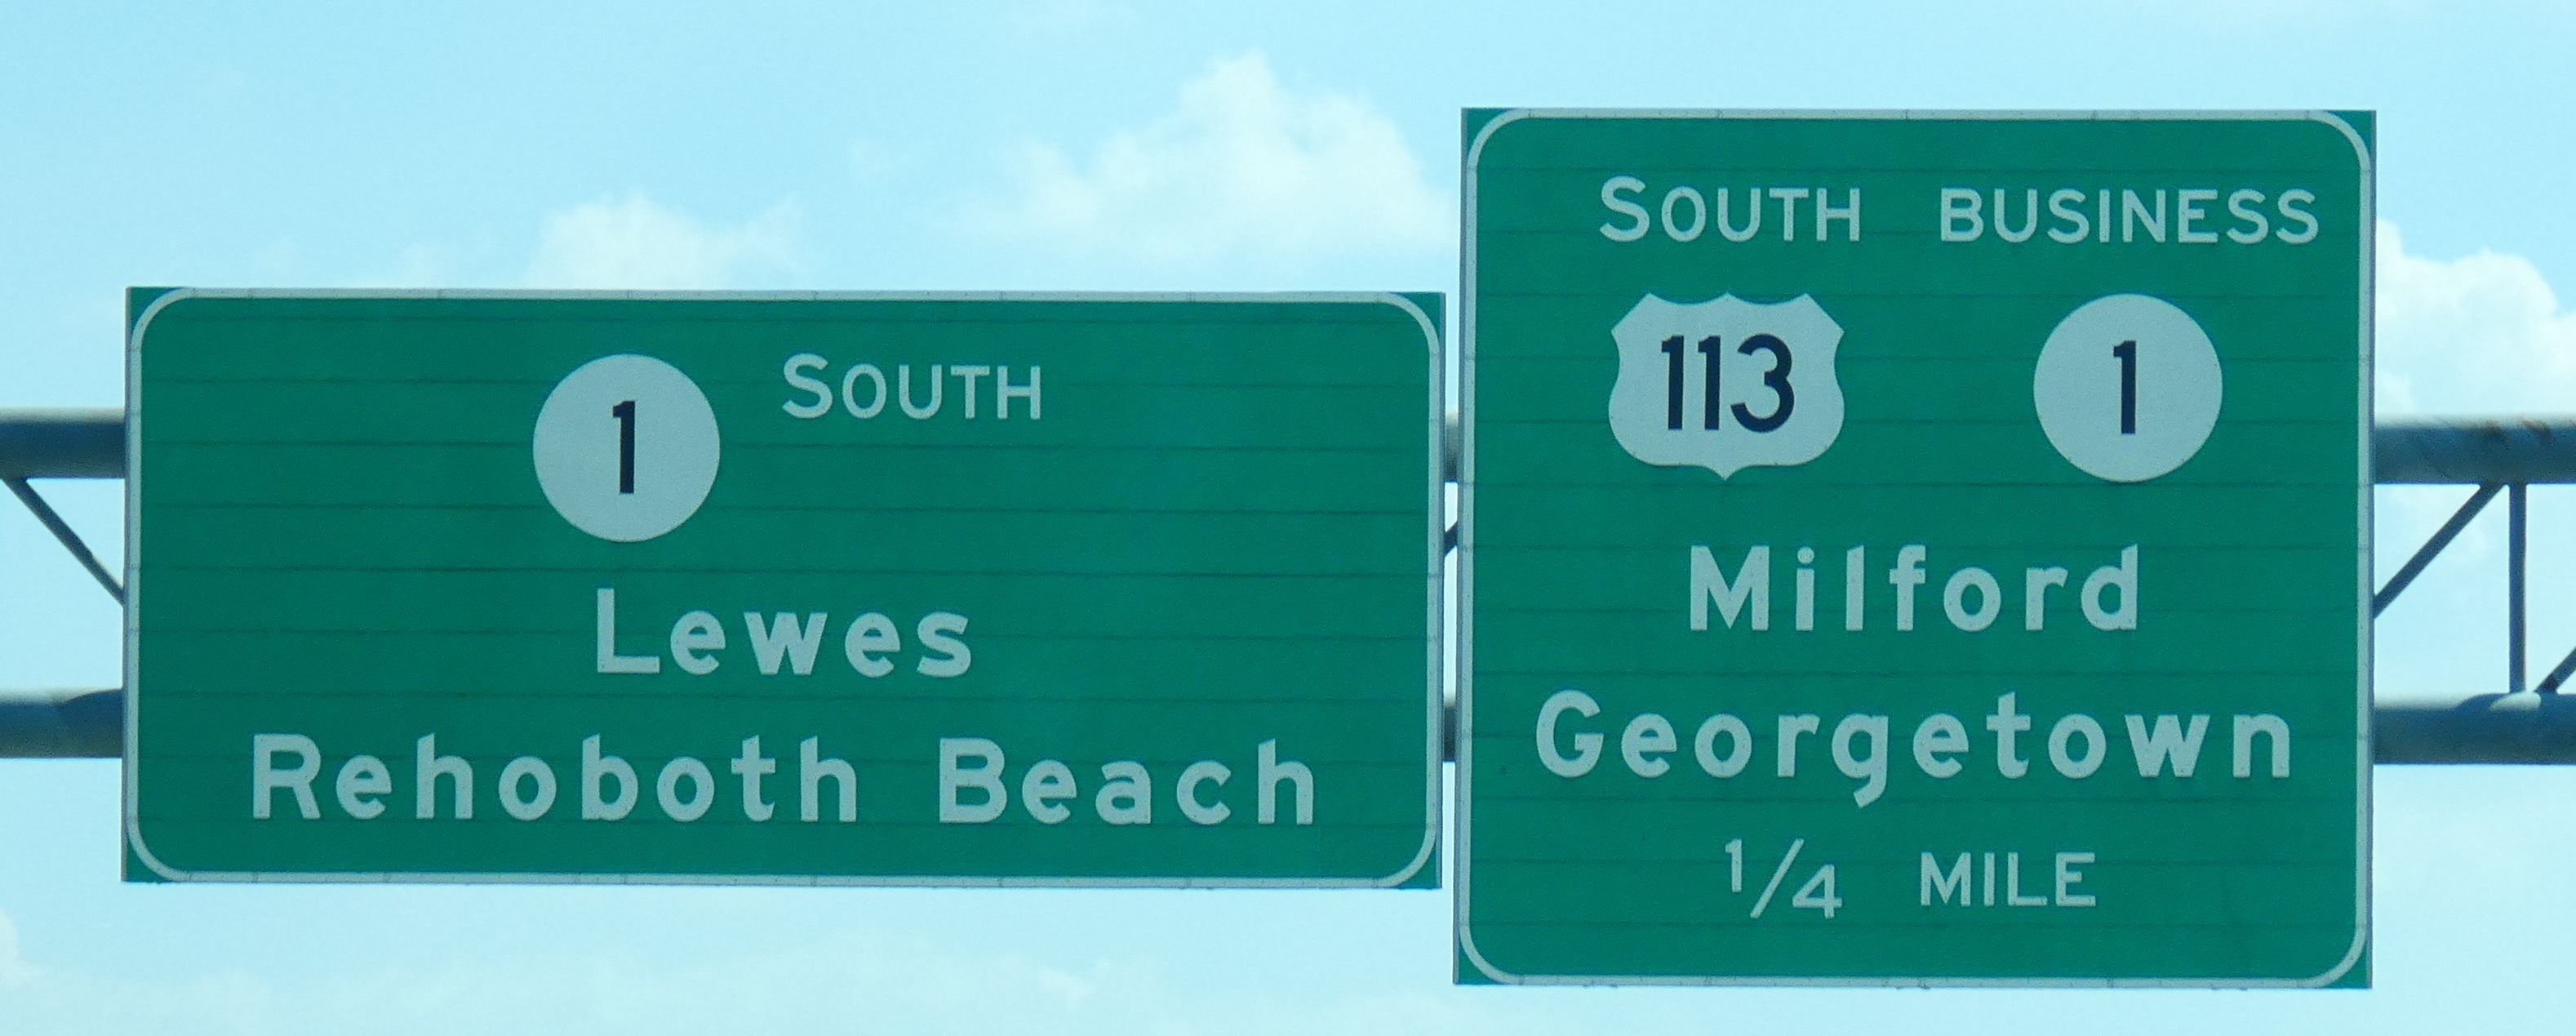 1 SOUTH
Lewes
Rehoboth Beach
SOUTH BUSINESS
113 1
Milford
Georgetown
1/4 MILE